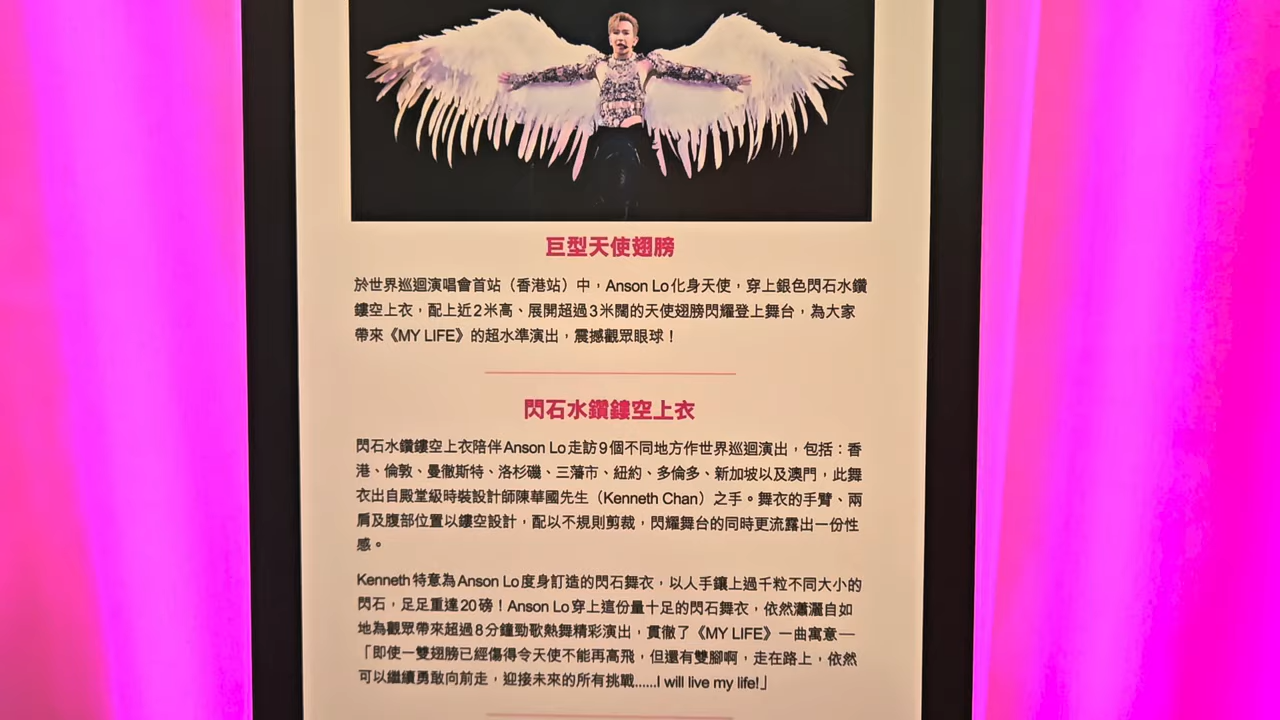 巨型天使翅膀
於世界巡迴演唱會首站（香港站）中，Anson Lo化身天使，穿上銀色閃石水鑽
鏤空上衣，配上近2米高、展開超過3米闊的天使翅膀閃耀登上舞台，為大家
帶來《MY LIFE》的超水準演出，震撼觀眾眼球！
閃石水鑽鏤空上衣
閃石水鑽鏤空上衣陪伴Anson Lo走訪9個不同地方作世界巡迴演出，包括：香
港、倫敦、曼徹斯特、洛杉磯、三藩市、紐約、多倫多、新加坡以及澳門，此舞
衣出自殿堂級時裝設計師陳華國先生（Kenneth Chan）之手。舞衣的手臂、兩
肩及腹部位置以鏤空設計，配以不規則剪裁，閃耀舞台的同時更流露出一份性
感。
Kenneth特意為Anson Lo度身訂造的閃石舞衣，以人手鑲上過千粒不同大小的
閃石，足足重達20磅！Anson Lo穿上這份量十足的閃石舞衣，依然瀟灑自如
地為觀眾帶來超過8分鐘勁歌熱舞精彩演出，貫徹了《MY LIFE》一曲寓意—
「即使一雙翅膀已經傷得令天使不能再高飛，但還有雙腳啊，走在路上，依然
可以繼續勇敢向前走，迎接未來的所有挑戰......I will live my life!」